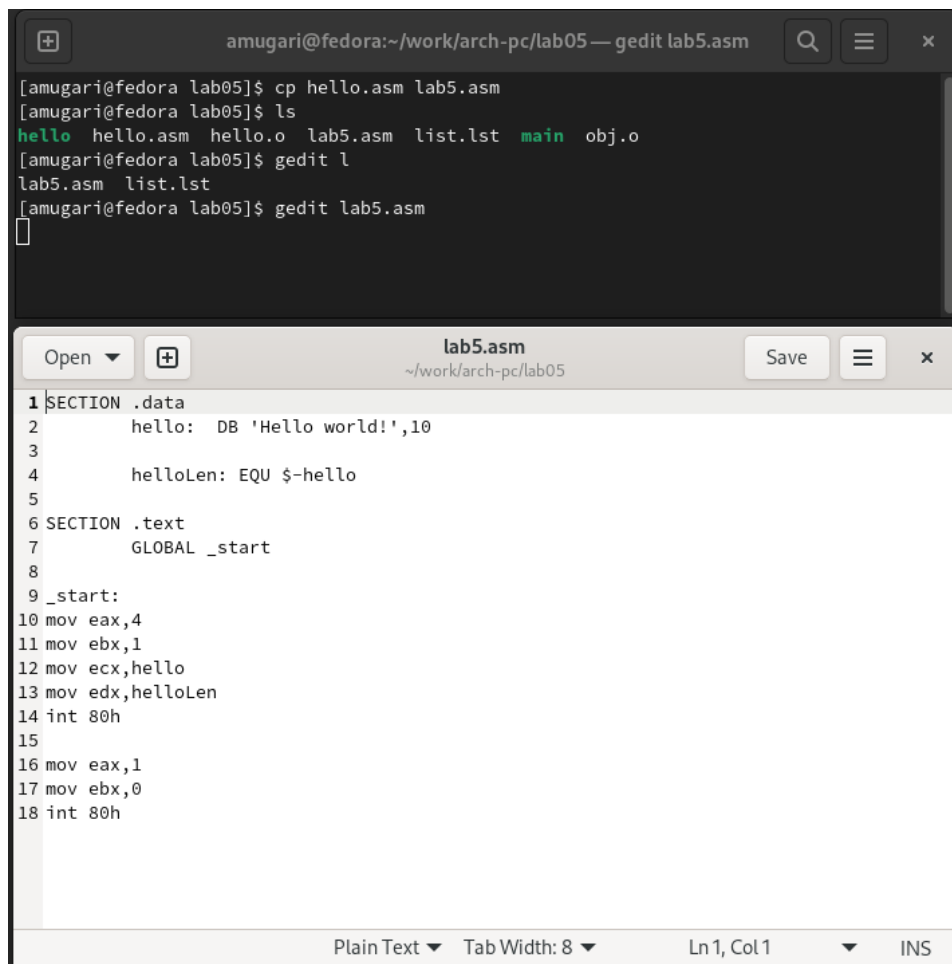 amugari@fedora:~/work/arch-pc/lab05 — gedit lab5.asm
[amugari@fedora lab05]$ cp hello.asm lab5.asm
[amugari@fedora lab05]$ ls
hello  hello.asm  hello.o  lab5.asm  list.lst  main  obj.o
[amugari@fedora lab05]$ gedit l
lab5.asm  list.lst
[amugari@fedora lab05]$ gedit lab5.asm
Open
lab5.asm
~/work/arch-pc/lab05
Save
1 SECTION .data
2         hello:  DB 'Hello world!',10
3
4         helloLen: EQU $-hello
5
6 SECTION .text
7         GLOBAL _start
8
9 _start:
10 mov eax,4
11 mov ebx,1
12 mov ecx,hello
13 mov edx,helloLen
14 int 80h
15
16 mov eax,1
17 mov ebx,0
18 int 80h
Plain Text  Tab Width: 8  Ln 1, Col 1  INS